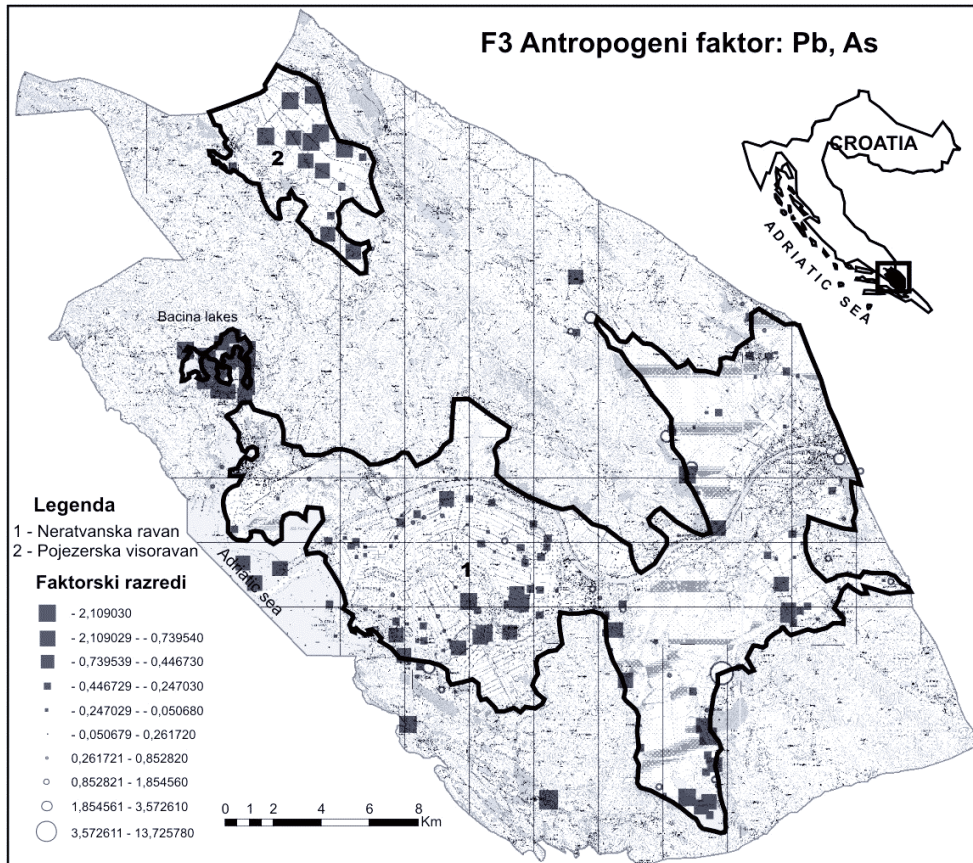 F3 Antropogeni faktor: Pb, As
CROATIA
ADRIATIC SEA
2
Bacina lakes
1
Adriatic sea
Legenda
1 - Neratvanska ravan
2 - Pojezerska visoravan
Faktorski razredi
- 2,109030
- 2,109029 - - 0,739540
- 0,739539 - - 0,446730
- 0,446729 - - 0,247030
- 0,247029 - - 0,050680
- 0,050679 - 0,261720
0,261721 - 0,852820
0,852821 - 1,854560
1,854561 - 3,572610
3,572611 - 13,725780
0 1 2 4 6 8
Km